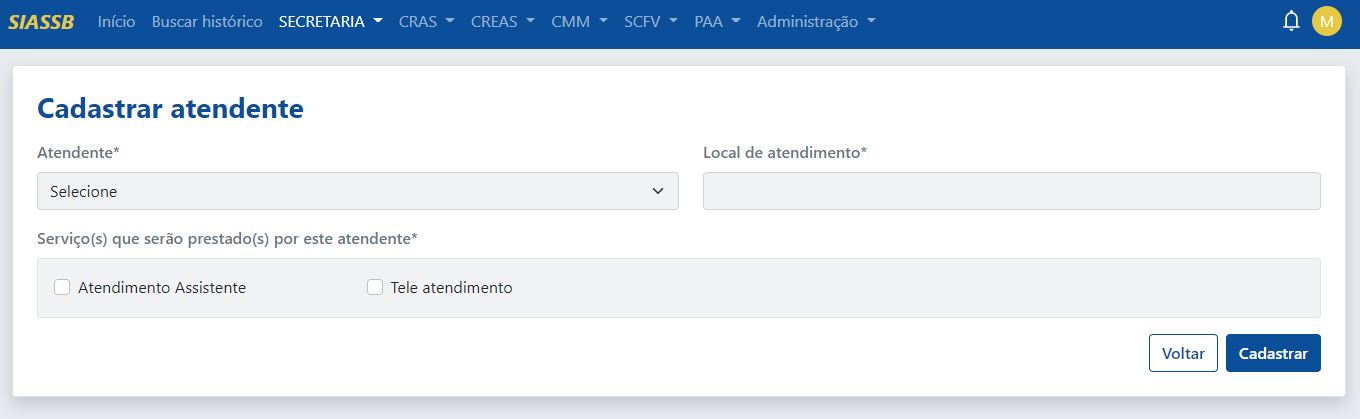 SIASSB Início Buscar histórico SECRETARIA CRAS CREAS CMM SCFV PAA Administração M
Cadastrar atendente
Atendente* Local de atendimento*
Selecione
Serviço(s) que serão prestado(s) por este atendente*
Atendimento Assistente Tele atendimento
Voltar Cadastrar